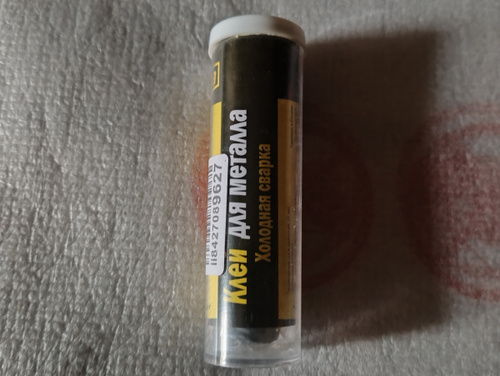 Клей для металла
Холодная сварка
ii8427089627